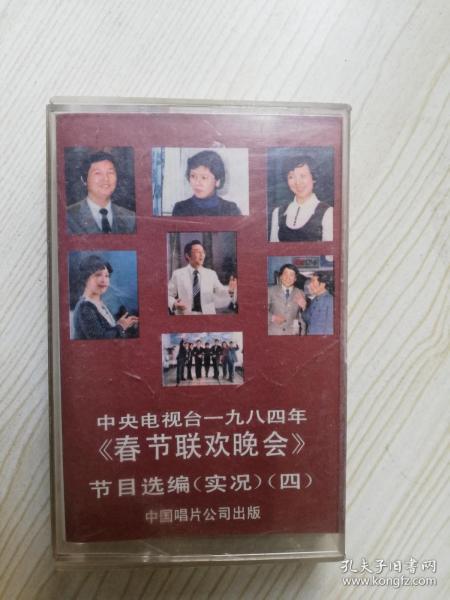 中央电视台一九八四年
《春节联欢晚会》
节目选编(实况)(四)
中国唱片公司出版
孔夫子旧书网
www.kongfz.com